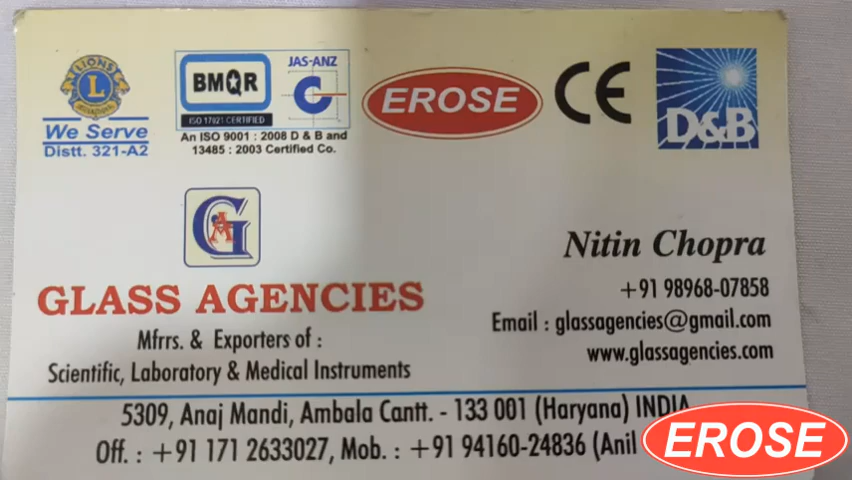 LIONS
L
We Serve
Distt. 321-A2
BMQR
ISO 17021 CERTIFIED
JAS-ANZ
An ISO 9001 : 2008 D & B and
13485 : 2003 Certified Co.
EROSE
CE
D&B
GLASS AGENCIES
Mfrrs. & Exporters of :
Scientific, Laboratory & Medical Instruments
Nitin Chopra
+91 98968-07858
Email : glassagencies@gmail.com
www.glassagencies.com
5309, Anaj Mandi, Ambala Cantt. - 133 001 (Haryana) INDIA
Off. : +91 171 2633027, Mob. : +91 94160-24836 (Anil
EROSE